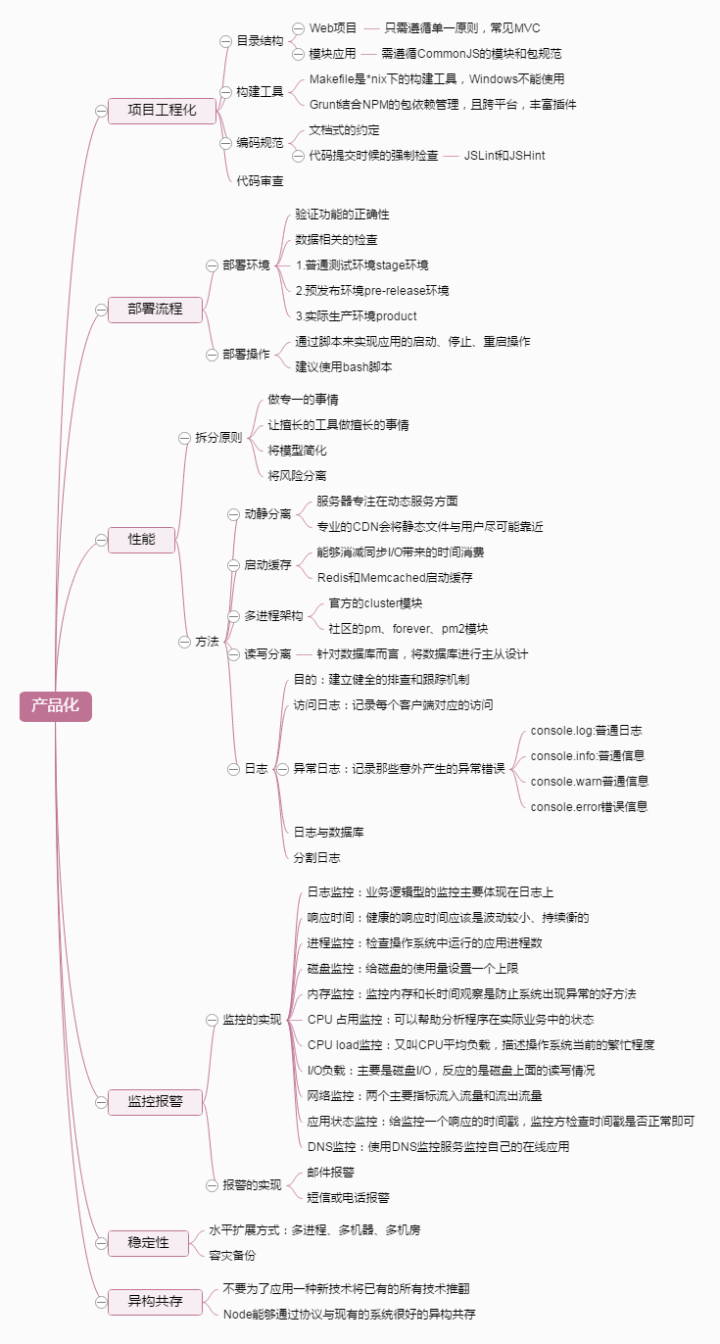 产品化
项目工程化
目录结构
Web项目
只需遵循单一原则，常见MVC
模块应用
需遵循CommonJS的模块和包规范
构建工具
Makefile是*nix下的构建工具，Windows不能使用
Grunt结合NPM的包依赖管理，且跨平台，丰富插件
编码规范
文档式的约定
代码提交时候的强制检查
JSLint和JSHint
代码审查
部署流程
部署环境
验证功能的正确性
数据相关的检查
1.普通测试环境stage环境
2.预发布环境pre-release环境
3.实际生产环境product
部署操作
通过脚本来实现应用的启动、停止、重启操作
建议使用bash脚本
性能
拆分原则
做专一的事情
让擅长的工具做擅长的事情
将模型简化
将风险分离
方法
动静分离
服务器专注在动态服务方面
专业的CDN会将静态文件与用户尽可能靠近
启动缓存
能够消减同步I/O带来的时间消费
Redis和Memcached启动缓存
多进程架构
官方的cluster模块
社区的pm、forever、pm2模块
读写分离
针对数据库而言，将数据库进行主从设计
日志
目的：建立健全的排查和跟踪机制
访问日志：记录每个客户端对应的访问
异常日志：记录那些意外产生的异常错误
console.log:普通日志
console.info:普通信息
console.warn普通信息
console.error错误信息
日志与数据库
分割日志
监控报警
监控的实现
日志监控：业务逻辑型的监控主要体现在日志上
响应时间：健康的响应时间应该是波动较小、持续衡的
进程监控：检查操作系统中运行的应用进程数
磁盘监控：给磁盘的使用量设置一个上限
内存监控：监控内存和长时间观察是防止系统出现异常的好方法
CPU 占用监控：可以帮助分析程序在实际业务中的状态
CPU load监控：又叫CPU平均负载，描述操作系统当前的繁忙程度
I/O负载：主要是磁盘I/O，反应的是磁盘上面的读写情况
网络监控：两个主要指标流入流量和流出流量
应用状态监控：给监控一个响应的时间戳，监控方检查时间戳是否正常即可
DNS监控：使用DNS监控服务监控自己的在线应用
报警的实现
邮件报警
短信或电话报警
稳定性
水平扩展方式：多进程、多机器、多机房
容灾备份
异构共存
不要为了应用一种新技术将已有的所有技术推翻
Node能够通过协议与现有的系统很好的异构共存